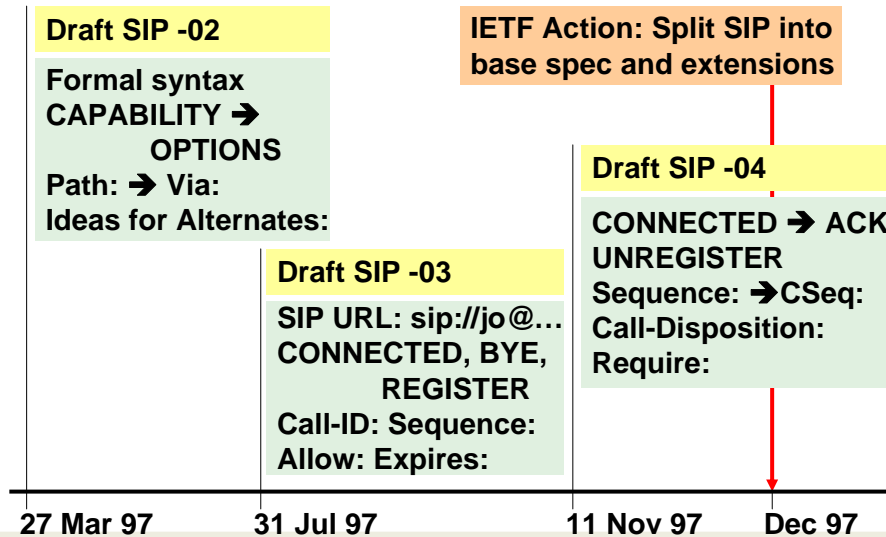 Draft SIP -02
Formal syntax
CAPABILITY ➔
OPTIONS
Path: ➔ Via:
Ideas for Alternates:
Draft SIP -03
SIP URL: sip://jo@…
CONNECTED, BYE,
REGISTER
Call-ID: Sequence:
Allow: Expires:
IETF Action: Split SIP into
base spec and extensions
Draft SIP -04
CONNECTED ➔ ACK
UNREGISTER
Sequence: ➔CSeq:
Call-Disposition:
Require:
27 Mar 97
31 Jul 97
11 Nov 97
Dec 97